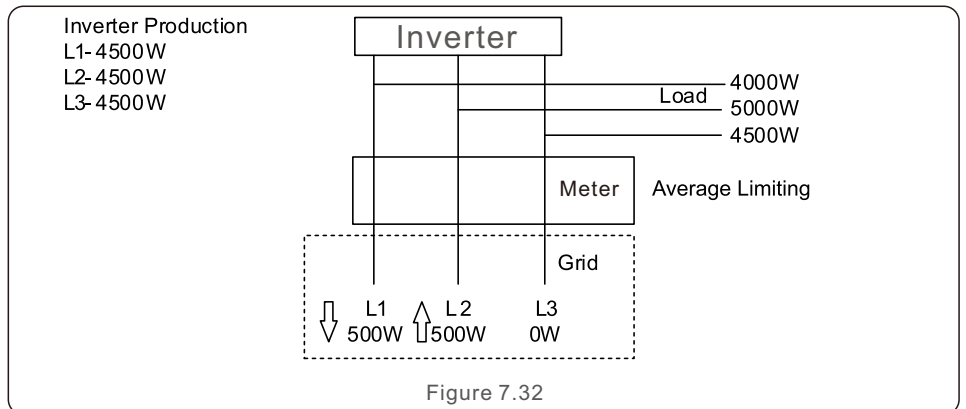 Inverter Production
L1-4500W
L2-4500W
L3-4500W
Inverter
Load
4000W
5000W
4500W
Meter
Average Limiting
Grid
L1 L2 L3
500W 500W 0W
Figure 7.32